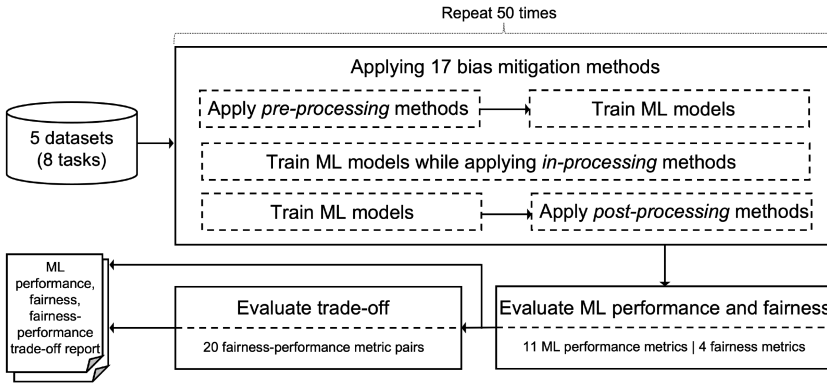 Repeat 50 times
Applying 17 bias mitigation methods
Apply pre-processing methods
Train ML models
5 datasets
(8 tasks)
Train ML models while applying in-processing methods
Train ML models
Apply post-processing methods
ML
performance,
fairness,
fairness-
performance
trade-off report
Evaluate trade-off
20 fairness-performance metric pairs
Evaluate ML performance and fairness
11 ML performance metrics | 4 fairness metrics